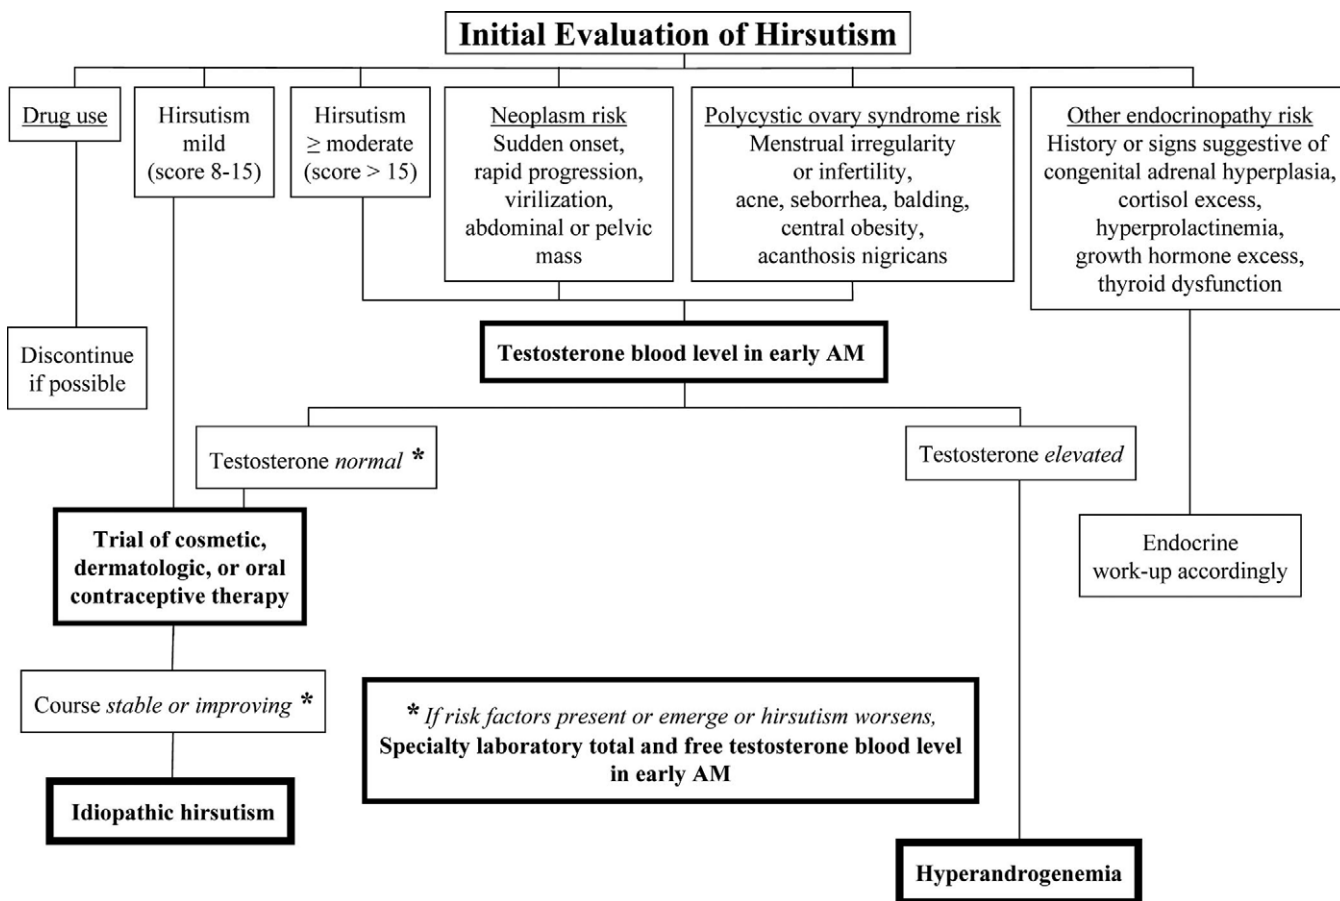 Initial Evaluation of Hirsutism
Drug use
Hirsutism
mild
(score 8-15)
Hirsutism
≥ moderate
(score > 15)
Neoplasm risk
Sudden onset,
rapid progression,
virilization,
abdominal or pelvic
mass
Polycystic ovary syndrome risk
Menstrual irregularity
or infertility,
acne, seborrhea, balding,
central obesity,
acanthosis nigricans
Other endocrinopathy risk
History or signs suggestive of
congenital adrenal hyperplasia,
cortisol excess,
hyperprolactinemia,
growth hormone excess,
thyroid dysfunction
Discontinue
if possible
Testosterone blood level in early AM
Testosterone normal *
Testosterone elevated
Trial of cosmetic,
dermatologic, or oral
contraceptive therapy
Endocrine
work-up accordingly
Course stable or improving *
* If risk factors present or emerge or hirsutism worsens,
Specialty laboratory total and free testosterone blood level
in early AM
Idiopathic hirsutism
Hyperandrogenemia